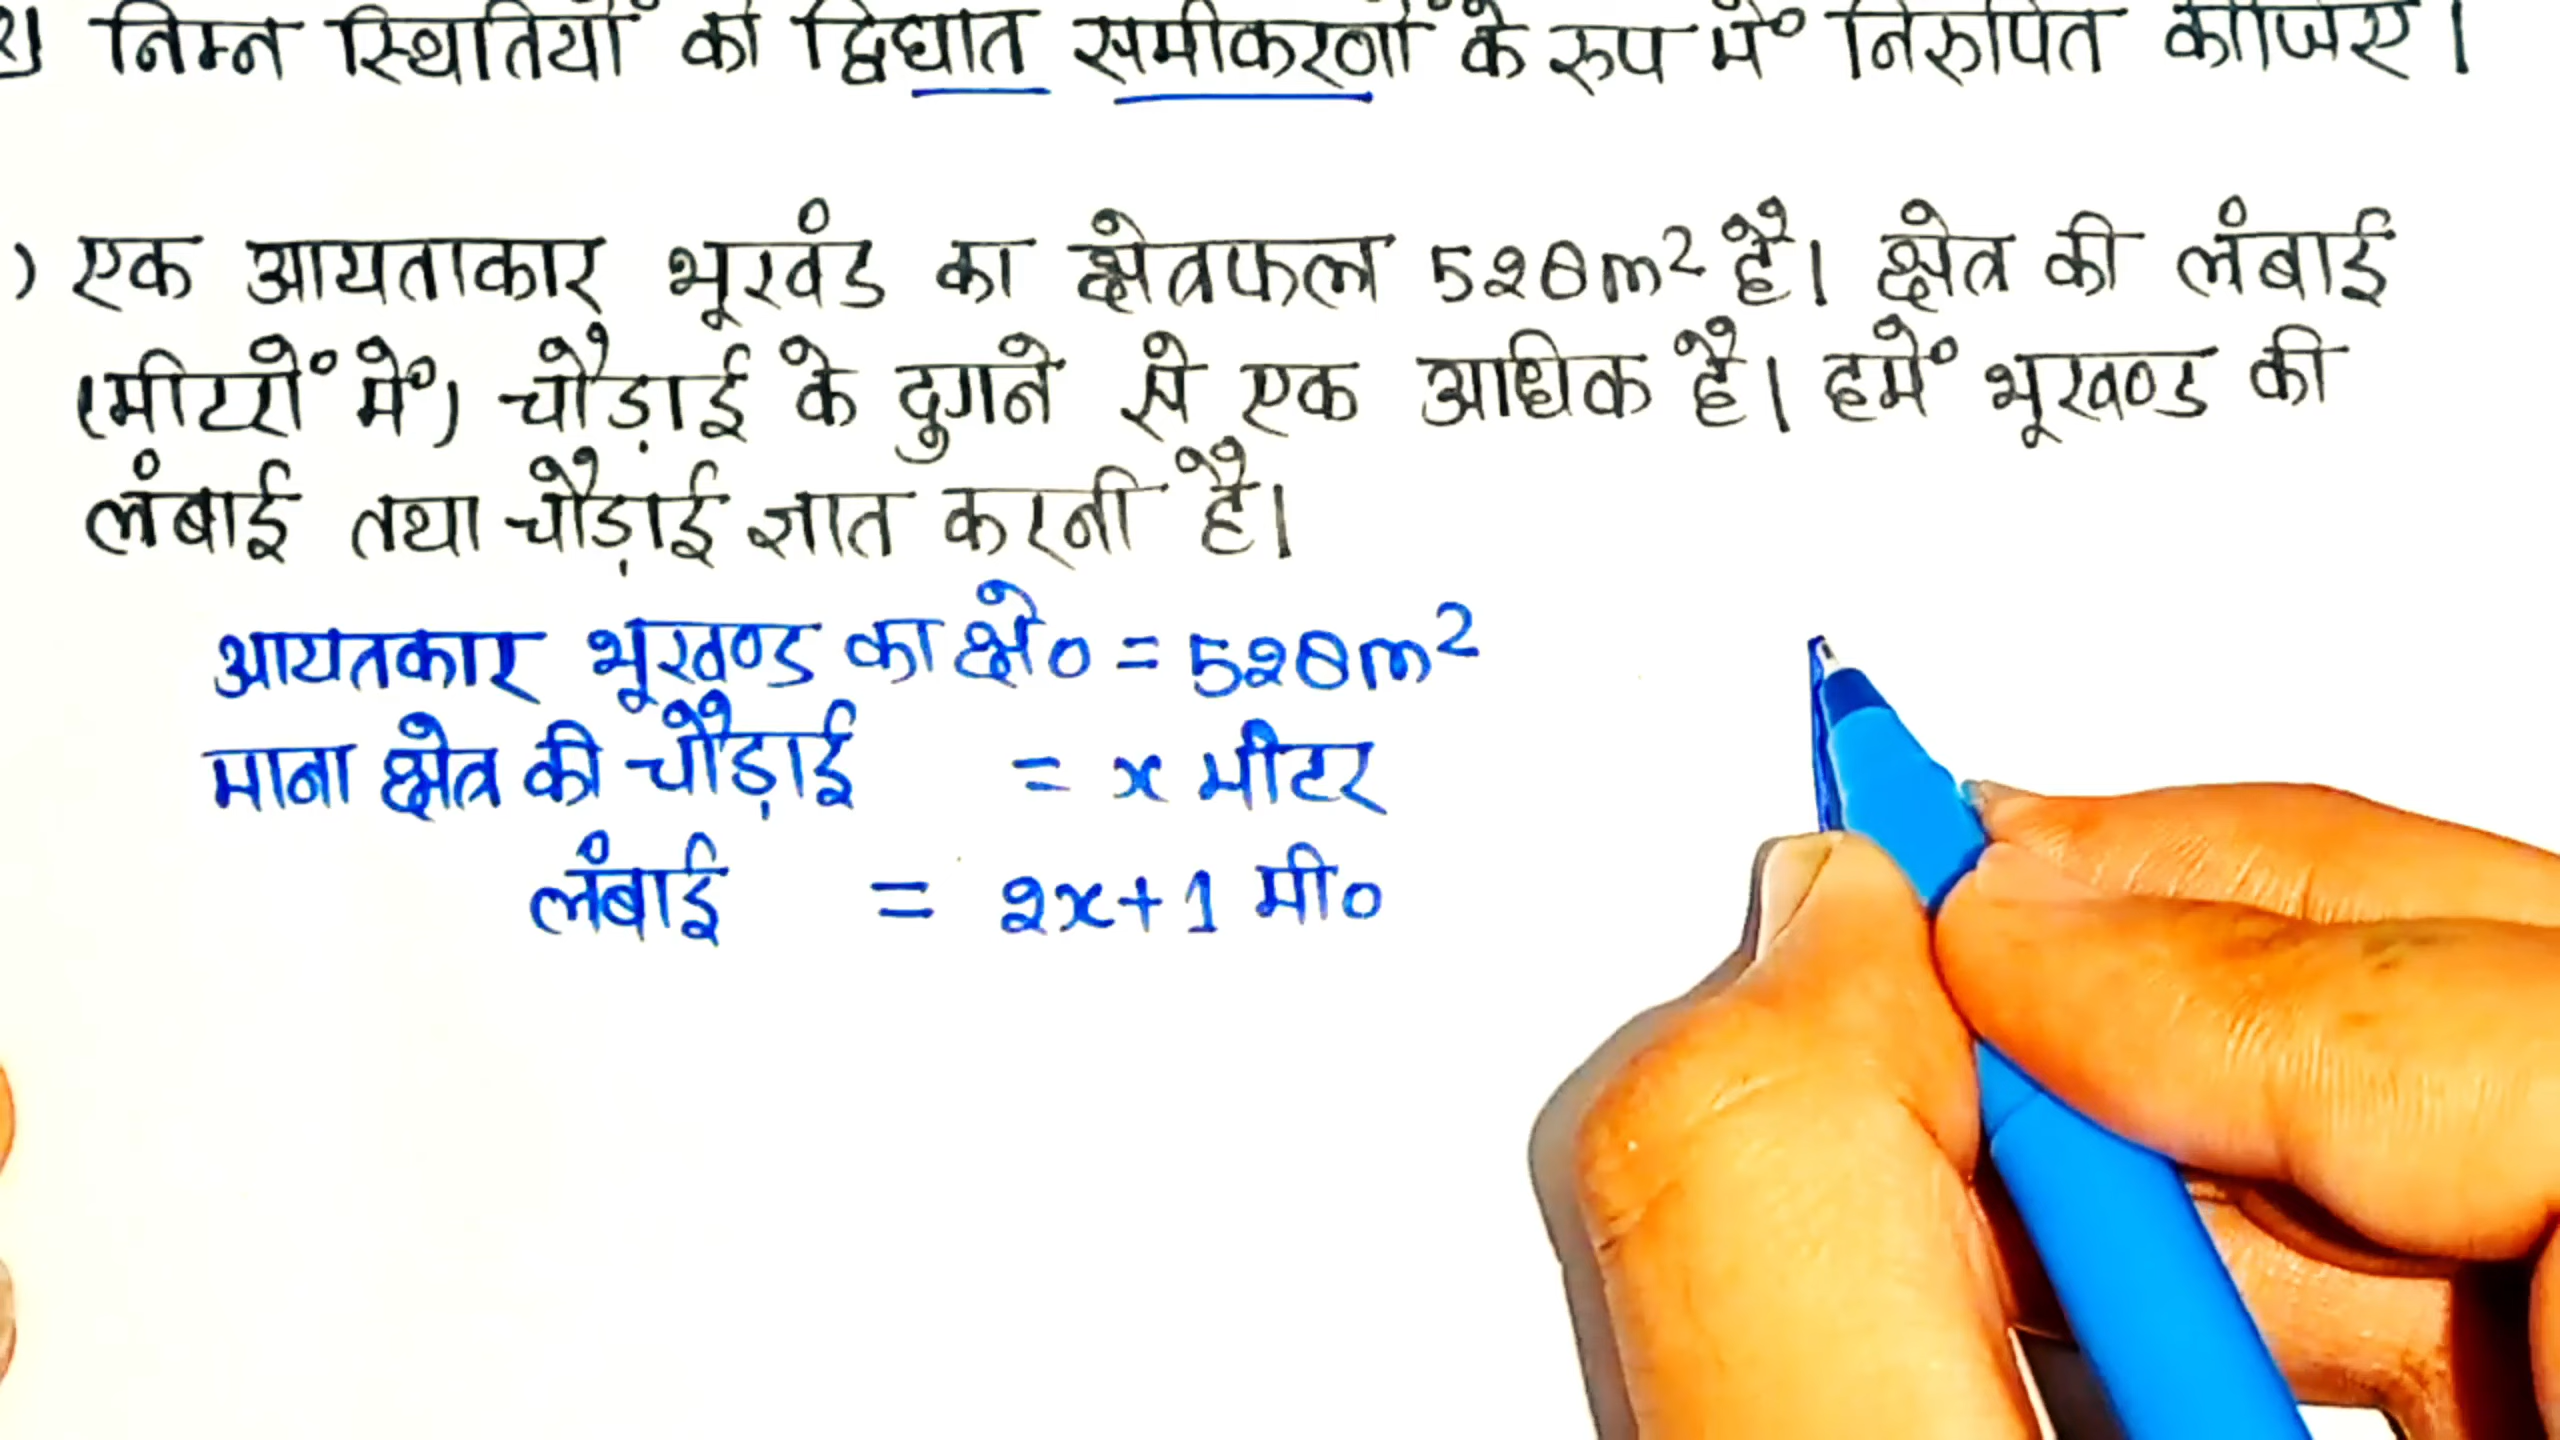 निम्न स्थितियों को द्विघात समीकरणों के रूप में निरुपित कीजिए।
) एक आयताकार भूखंड का क्षेत्रफल 528m² है। क्षेत्र की लंबाई
(मीटरों में) चौड़ाई के दुगने से एक अधिक है। हमें भूखण्ड की
लंबाई तथा चौड़ाई ज्ञात करनी है।
आयतकार भूखण्ड का क्षे० = 528m²
माना क्षेत्र की चौड़ाई = x मीटर
लंबाई = 2x+1 मी०